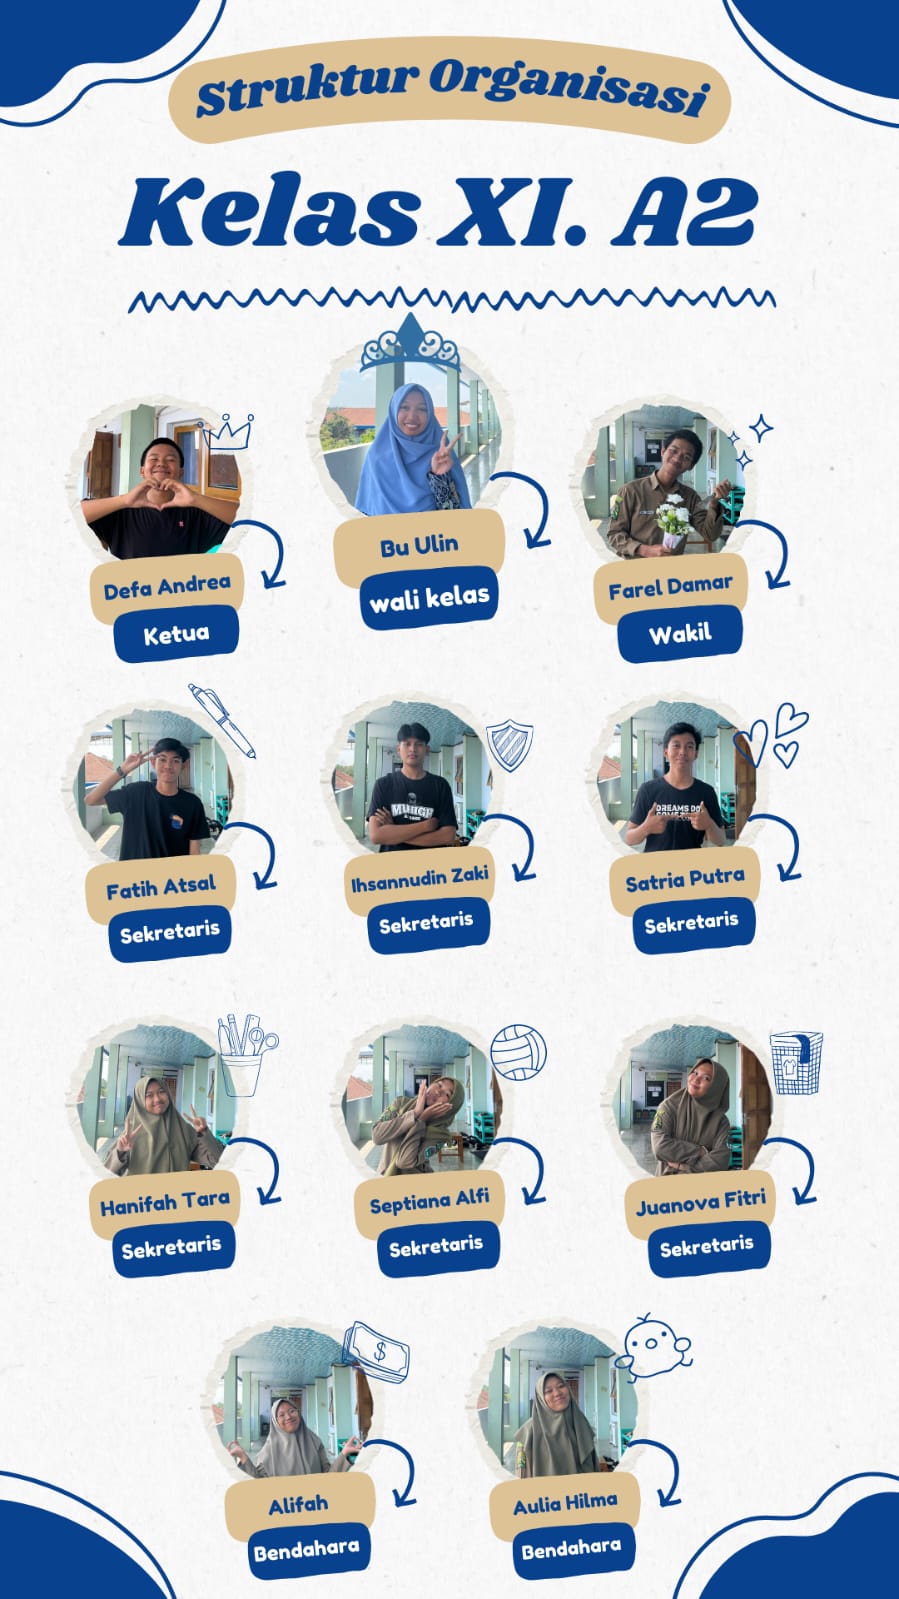 Struktur Organisasi
Kelas XI. A2
Bu Ulin
wali kelas
Defa Andrea
Ketua
Farel Damar
Wakil
Fatih Atsal
Sekretaris
Ihsannudin Zaki
Sekretaris
Satria Putra
Sekretaris
DREAMS DO
Hanifah Tara
Sekretaris
Septiana Alfi
Sekretaris
Juanova Fitri
Sekretaris
$
Alifah
Bendahara
Aulia Hilma
Bendahara